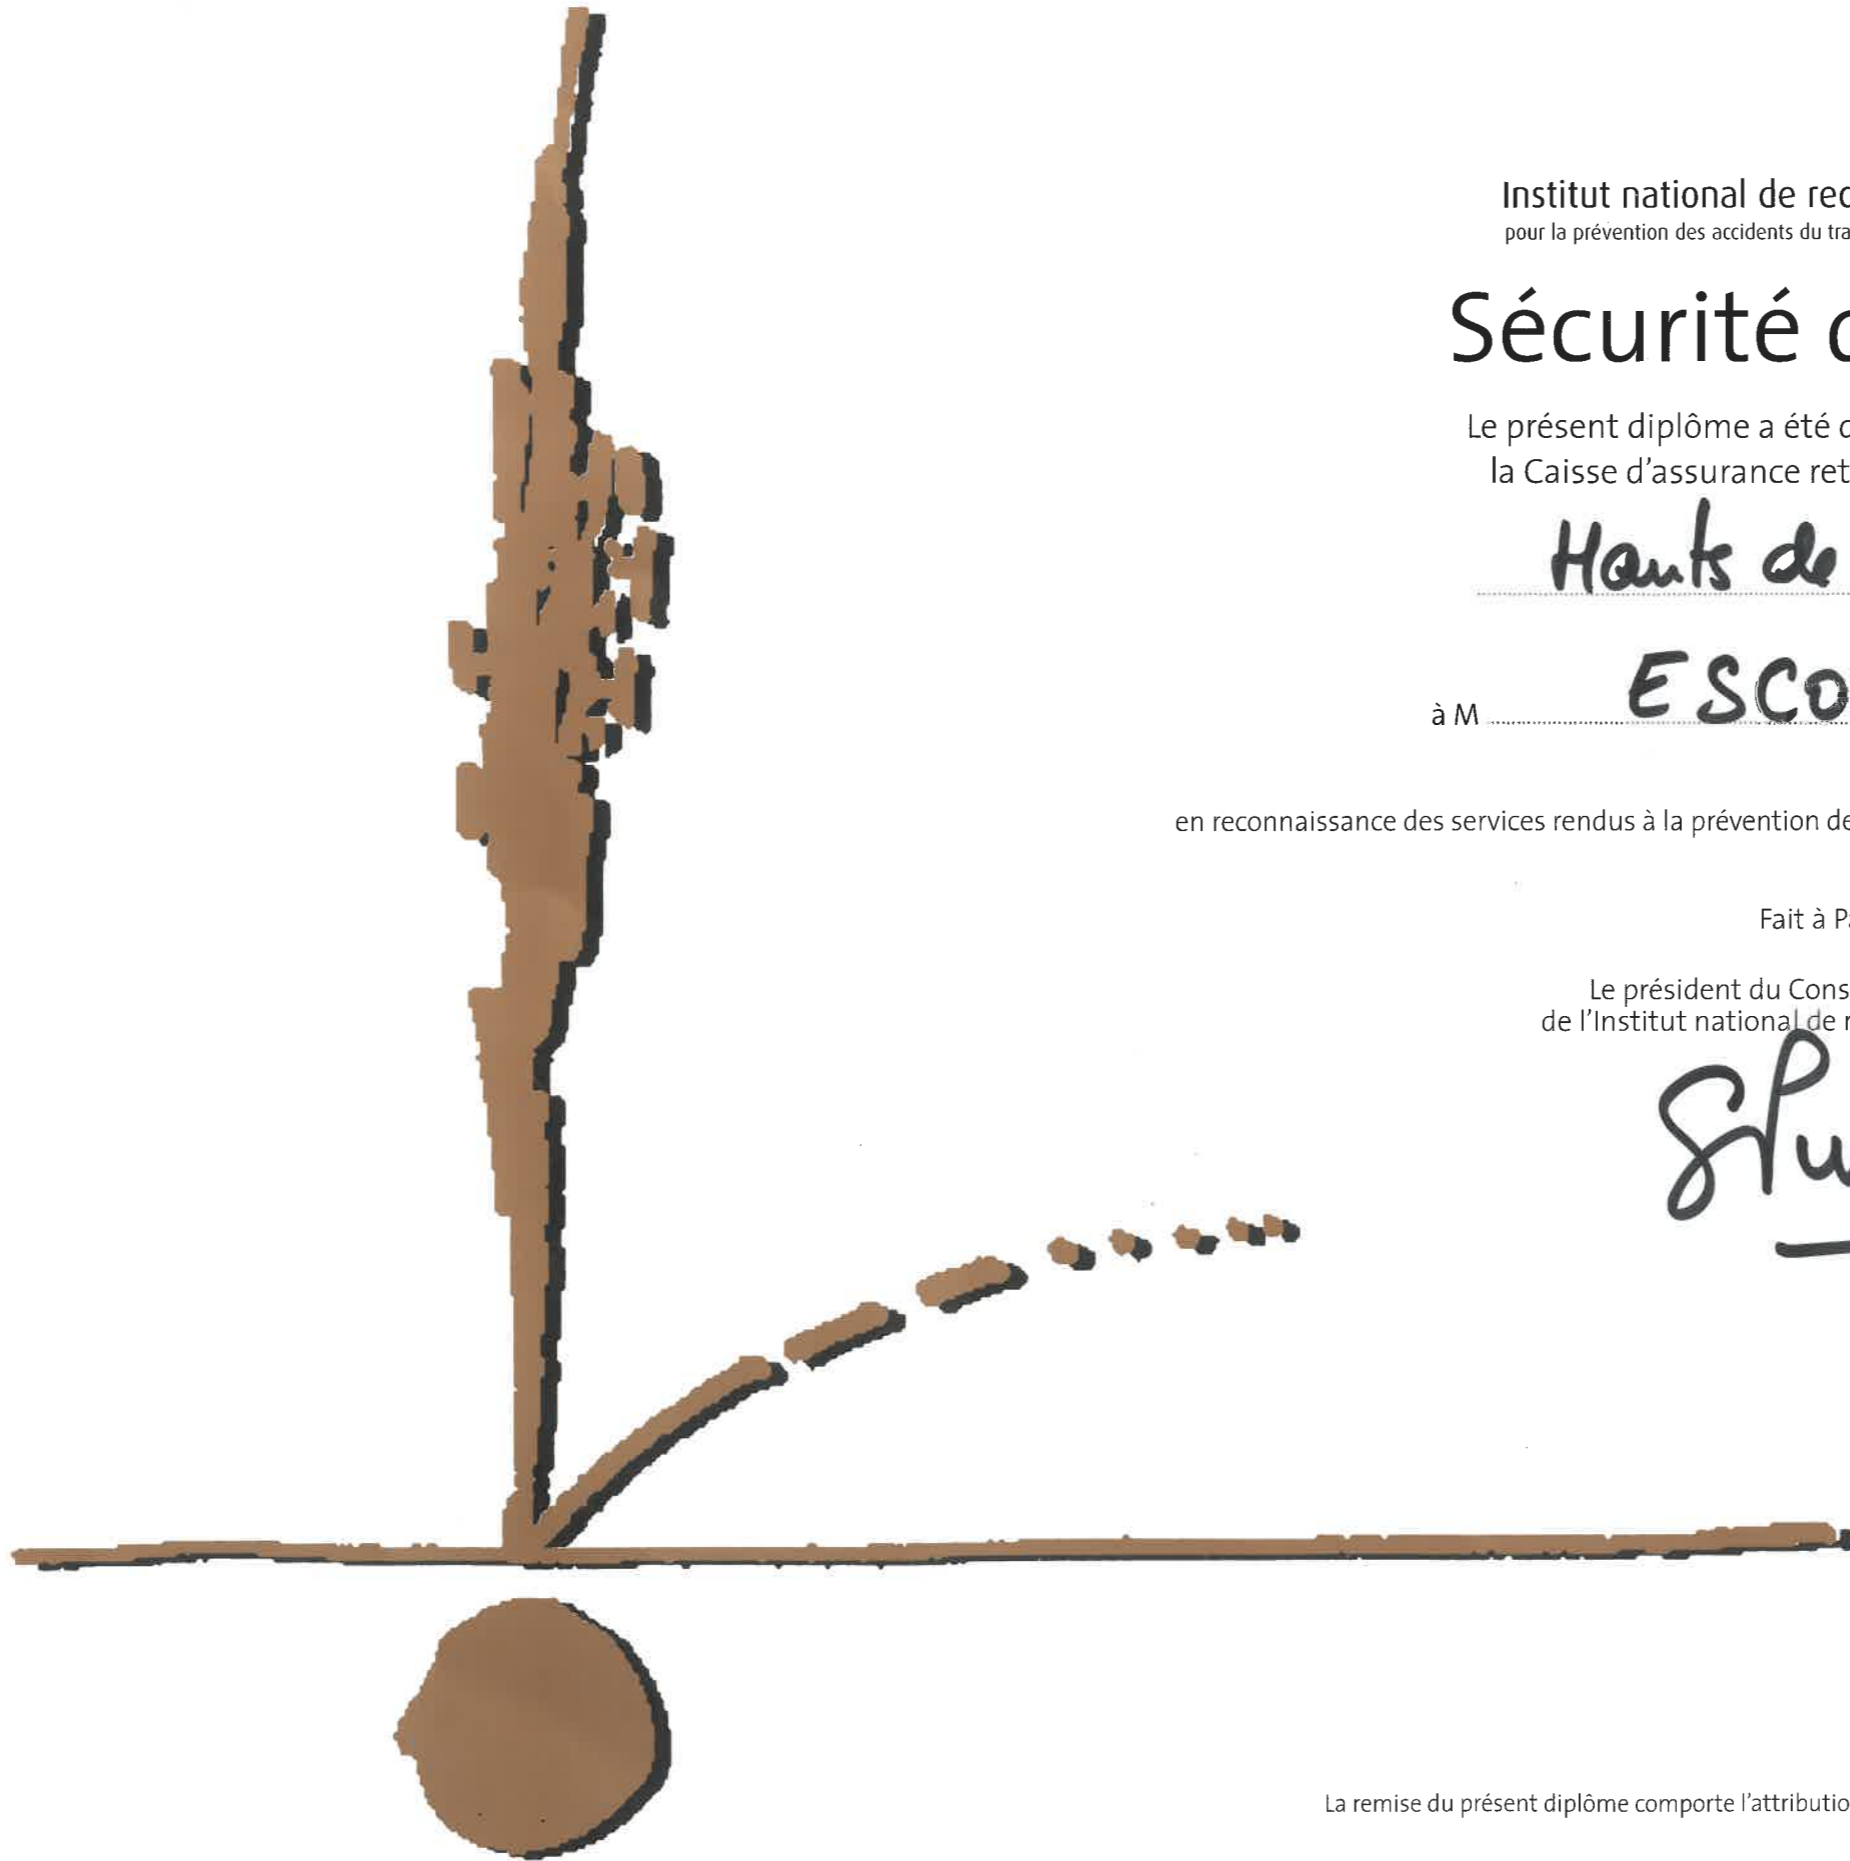 Institut national de rec
pour la prévention des accidents du tra
Sécurité d
Le présent diplôme a été d
la Caisse d'assurance ret
Hauts de
à M ESCO
en reconnaissance des services rendus à la prévention de
Fait à Pa
Le président du Cons
de l'Institut national de r
La remise du présent diplôme comporte l'attributio